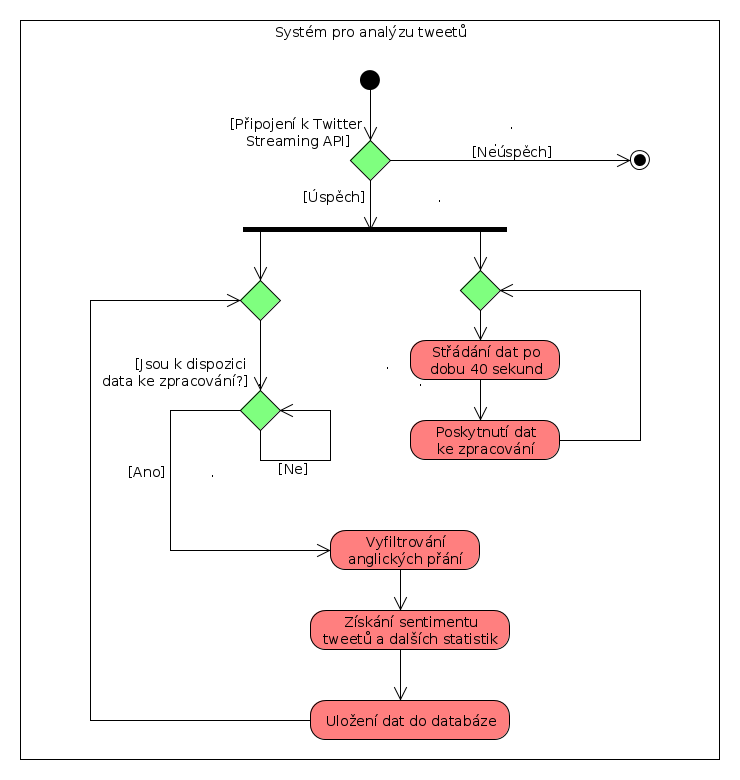 Systém pro analýzu tweetů
[Připojení k Twitter
Streaming API]
[Neúspěch]
[Úspěch]
[Jsou k dispozici
data ke zpracování?]
Střádání dat po
dobu 40 sekund
Poskytnutí dat
ke zpracování
[Ne]
[Ano]
Vyfiltrování
anglických přání
Získání sentimentu
tweetů a dalších statistik
Uložení dat do databáze